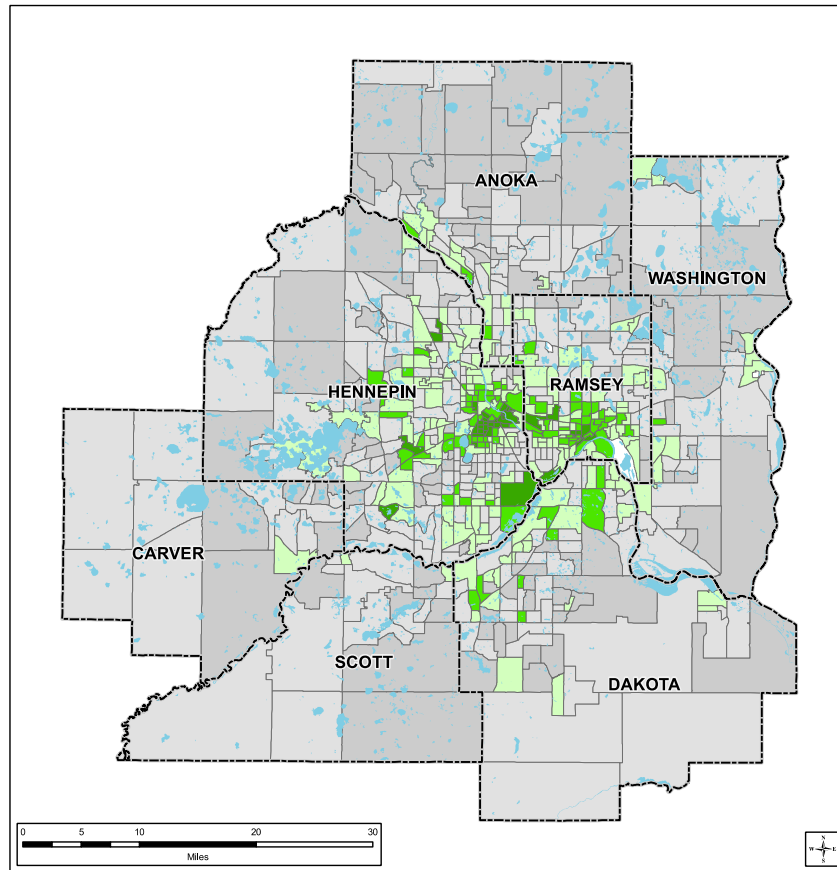 ANOKA
WASHINGTON
HENNEPIN
RAMSEY
CARVER
SCOTT
DAKOTA
0 5 10 20 30
Miles
N
W E
S